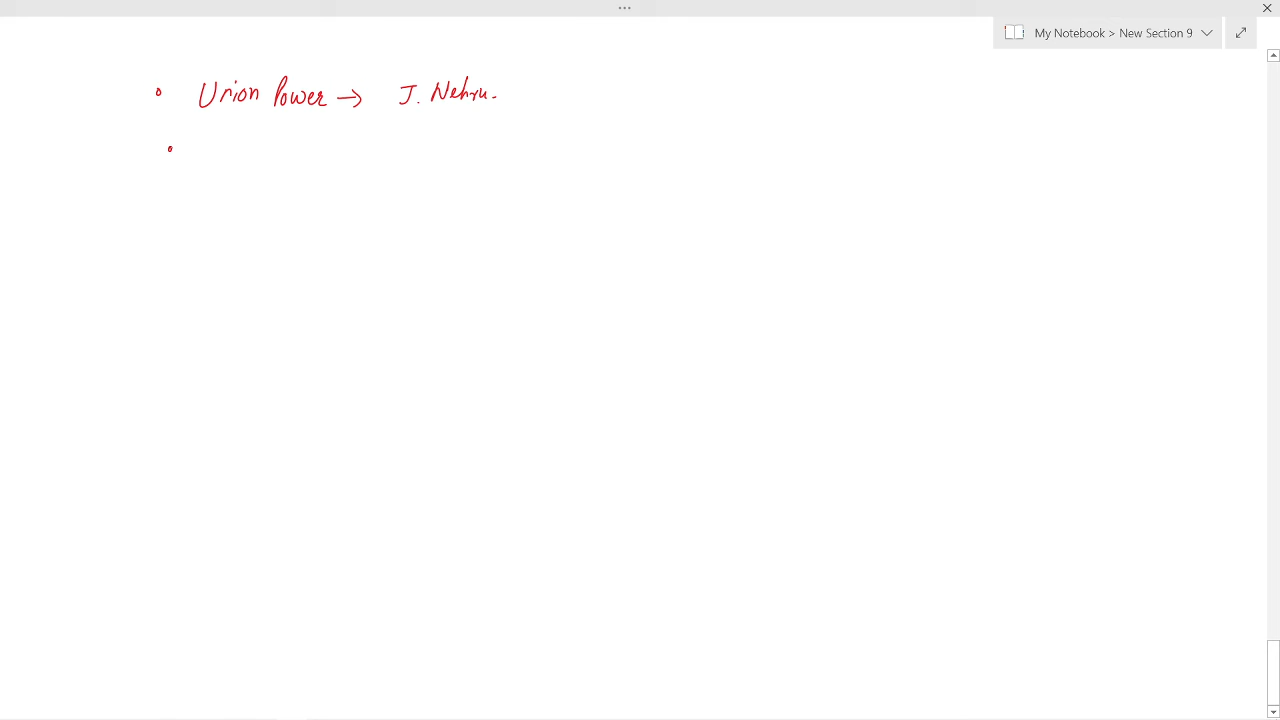 My Notebook > New Section 9
• Union Power → J. Nehru.
•